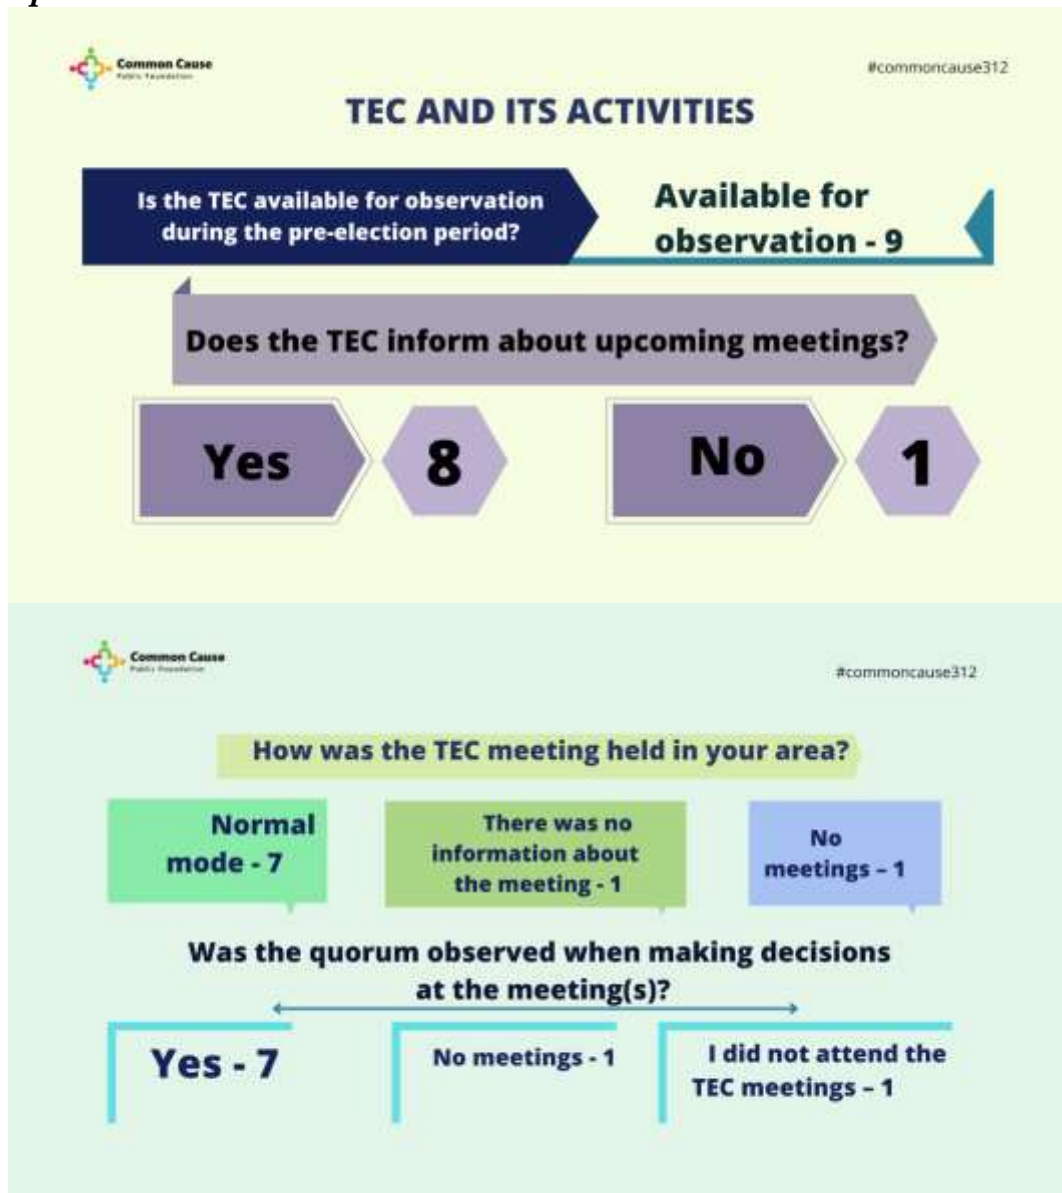 Common Cause
Public Foundation
#commoncause312
TEC AND ITS ACTIVITIES
Is the TEC available for observation
during the pre-election period?
Available for
observation - 9
Does the TEC inform about upcoming meetings?
Yes
8
No
1
Common Cause
Public Foundation
#commoncause312
How was the TEC meeting held in your area?
Normal
mode - 7
There was no
information about
the meeting - 1
No
meetings – 1
Was the quorum observed when making decisions
at the meeting(s)?
Yes - 7
No meetings - 1
I did not attend the
TEC meetings – 1